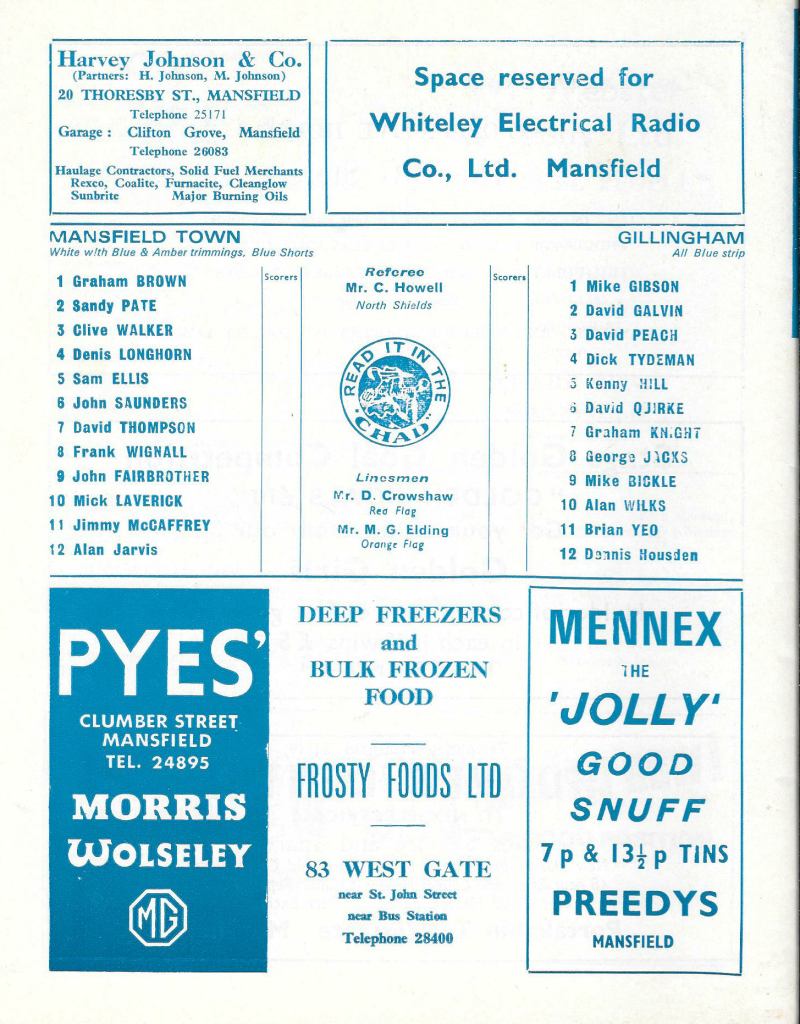 Harvey Johnson & Co.
(Partners: H. Johnson, M. Johnson)
20 THORESBY ST., MANSFIELD
Telephone 25171
Garage: Clifton Grove, Mansfield
Telephone 26083
Haulage Contractors, Solid Fuel Merchants
Rexco, Coalite, Furnacite, Cleanglow
Sunbrite Major Burning Oils
Space reserved for
Whiteley Electrical Radio
Co., Ltd. Mansfield
MANSFIELD TOWN
White with Blue & Amber trimmings, Blue Shorts
1 Graham BROWN
2 Sandy PATE
3 Clive WALKER
4 Denis LONGHORN
5 Sam ELLIS
6 John SAUNDERS
7 David THOMPSON
8 Frank WIGNALL
9 John FAIRBROTHER
10 Mick LAVERICK
11 Jimmy McCAFFREY
12 Alan Jarvis
Scorers
Referee
Mr. C. Howell
North Shields
READ IT IN THE
"CHAD"
Linesmen
Mr. D. Crowshaw
Red Flag
Mr. M. G. Elding
Orange Flag
Scorers
GILLINGHAM
All Blue strip
1 Mike GIBSON
2 David GALVIN
3 David PEACH
4 Dick TYDEMAN
5 Kenny HILL
6 David QUIRKE
7 Graham KNIGHT
8 George JACKS
9 Mike BICKLE
10 Alan WILKS
11 Brian YEO
12 Dennis Housden
PYES'
CLUMBER STREET
MANSFIELD
TEL. 24895
MORRIS
WOLSELEY
MG
DEEP FREEZERS
and
BULK FROZEN
FOOD
FROSTY FOODS LTD
83 WEST GATE
near St. John Street
near Bus Station
Telephone 28400
MENNEX
THE
'JOLLY'
GOOD
SNUFF
7p & 13½p TINS
PREEDYS
MANSFIELD